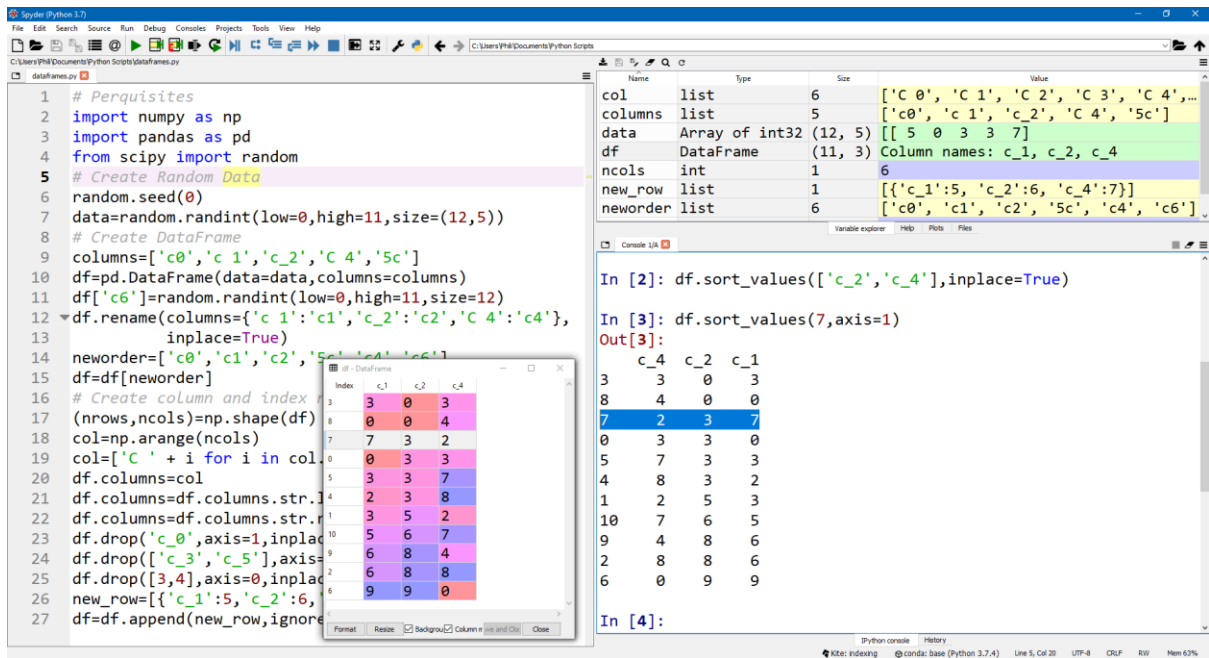 Spyder (Python 3.7)
File Edit Search Source Run Debug Consoles Projects Tools View Help
C:\Users\Phil\Documents\Python Scripts
C:\Users\Phil\Documents\Python Scripts\dataframes.py
dataframes.py
1 # Perquisites
2 import numpy as np
3 import pandas as pd
4 from scipy import random
5 # Create Random Data
6 random.seed(0)
7 data=random.randint(low=0,high=11,size=(12,5))
8 # Create DataFrame
9 columns=['c0','c 1','c_2','C 4','5c']
10 df=pd.DataFrame(data=data,columns=columns)
11 df['c6']=random.randint(low=0,high=11,size=12)
12 df.rename(columns={'c 1':'c1','c_2':'c2','C 4':'c4'},
13 inplace=True)
14 neworder=['c0','c1','c2','5c','c4','c6']
15 df=df[neworder]
16 # Create column and index n
17 (nrows,ncols)=np.shape(df)
18 col=np.arange(ncols)
19 col=['C ' + i for i in col.
20 df.columns=col
21 df.columns=df.columns.str.l
22 df.columns=df.columns.str.r
23 df.drop('c_0',axis=1,inplac
24 df.drop(['c_3','c_5'],axis=
25 df.drop([3,4],axis=0,inplac
26 new_row=[{'c_1':5,'c_2':6,'
27 df=df.append(new_row,ignore
df - DataFrame
Index c_1 c_2 c_4
3 3 0 3
8 0 0 4
7 7 3 2
0 0 3 3
5 3 3 7
4 2 3 8
1 3 5 2
10 5 6 7
9 6 8 4
2 6 8 8
6 9 9 0
Format Resize Backgrou Column m Close
Name Type Size Value
col list 6 ['C 0', 'C 1', 'C 2', 'C 3', 'C 4',…
columns list 5 ['c0', 'c 1', 'c_2', 'C 4', '5c']
data Array of int32 (12, 5) [[ 5 0 3 3 7]
df DataFrame (11, 3) Column names: c_1, c_2, c_4
ncols int 1 6
new_row list 1 [{'c_1':5, 'c_2':6, 'c_4':7}]
neworder list 6 ['c0', 'c1', 'c2', '5c', 'c4', 'c6']
Variable explorer Help Plots Files
Console 1/A
In [2]: df.sort_values(['c_2','c_4'],inplace=True)
In [3]: df.sort_values(7,axis=1)
Out[3]:
c_4 c_2 c_1
3 3 0 3
8 4 0 0
7 2 3 7
0 3 3 0
5 7 3 3
4 8 3 2
1 2 5 3
10 7 6 5
9 4 8 6
2 8 8 6
6 0 9 9
In [4]:
IPython console History
Kite: indexing conda: base (Python 3.7.4) Line 5, Col 20 UTF-8 CRLF RW Mem 63%